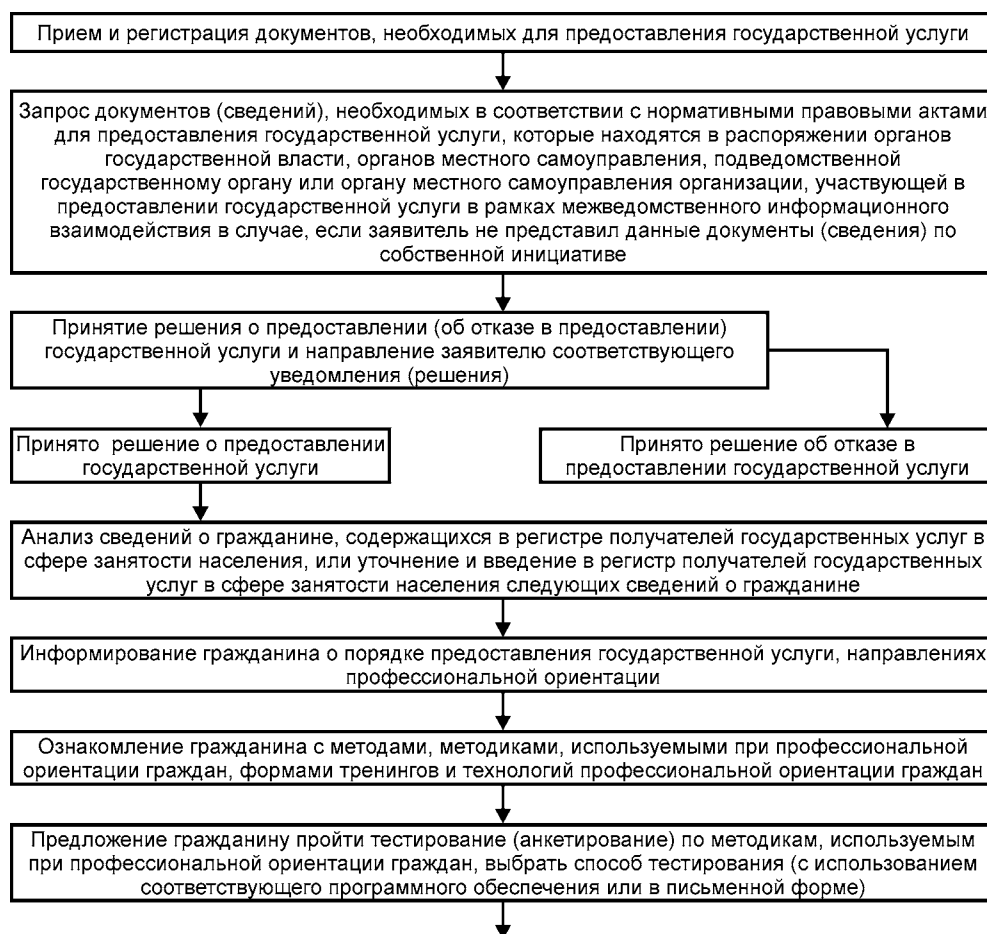 Прием и регистрация документов, необходимых для предоставления государственной услуги
Запрос документов (сведений), необходимых в соответствии с нормативными правовыми актами
для предоставления государственной услуги, которые находятся в распоряжении органов
государственной власти, органов местного самоуправления, подведомственной
государственному органу или органу местного самоуправления организации, участвующей в
предоставлении государственной услуги в рамках межведомственного информационного
взаимодействия в случае, если заявитель не представил данные документы (сведения) по
собственной инициативе
Принятие решения о предоставлении (об отказе в предоставлении)
государственной услуги и направление заявителю соответствующего
уведомления (решения)
Принято решение о предоставлении
государственной услуги
Принято решение об отказе в
предоставлении государственной услуги
Анализ сведений о гражданине, содержащихся в регистре получателей государственных услуг в
сфере занятости населения, или уточнение и введение в регистр получателей государственных
услуг в сфере занятости населения следующих сведений о гражданине
Информирование гражданина о порядке предоставления государственной услуги, направлениях
профессиональной ориентации
Ознакомление гражданина с методами, методиками, используемыми при профессиональной
ориентации граждан, формами тренингов и технологий профессиональной ориентации граждан
Предложение гражданину пройти тестирование (анкетирование) по методикам, используемым
при профессиональной ориентации граждан, выбрать способ тестирования (с использованием
соответствующего программного обеспечения или в письменной форме)